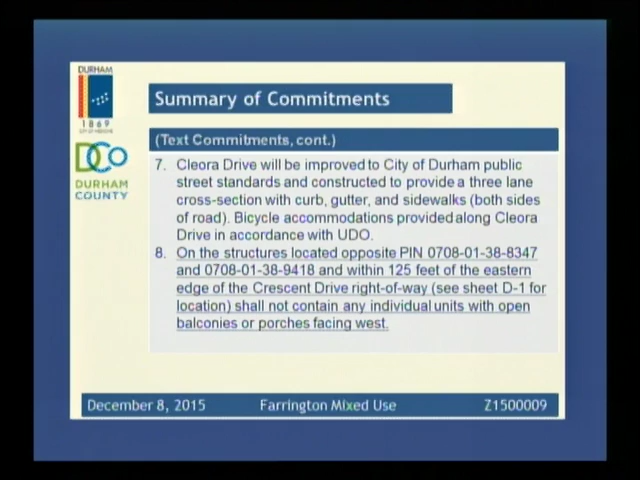 DURHAM
1869
CITY OF MEDICINE
DCO
DURHAM
COUNTY
Summary of Commitments
(Text Commitments, cont.)
7. Cleora Drive will be improved to City of Durham public
street standards and constructed to provide a three lane
cross-section with curb, gutter, and sidewalks (both sides
of road). Bicycle accommodations provided along Cleora
Drive in accordance with UDO.
8. On the structures located opposite PIN 0708-01-38-8347
and 0708-01-38-9418 and within 125 feet of the eastern
edge of the Crescent Drive right-of-way (see sheet D-1 for
location) shall not contain any individual units with open
balconies or porches facing west.
December 8, 2015
Farrington Mixed Use
Z1500009